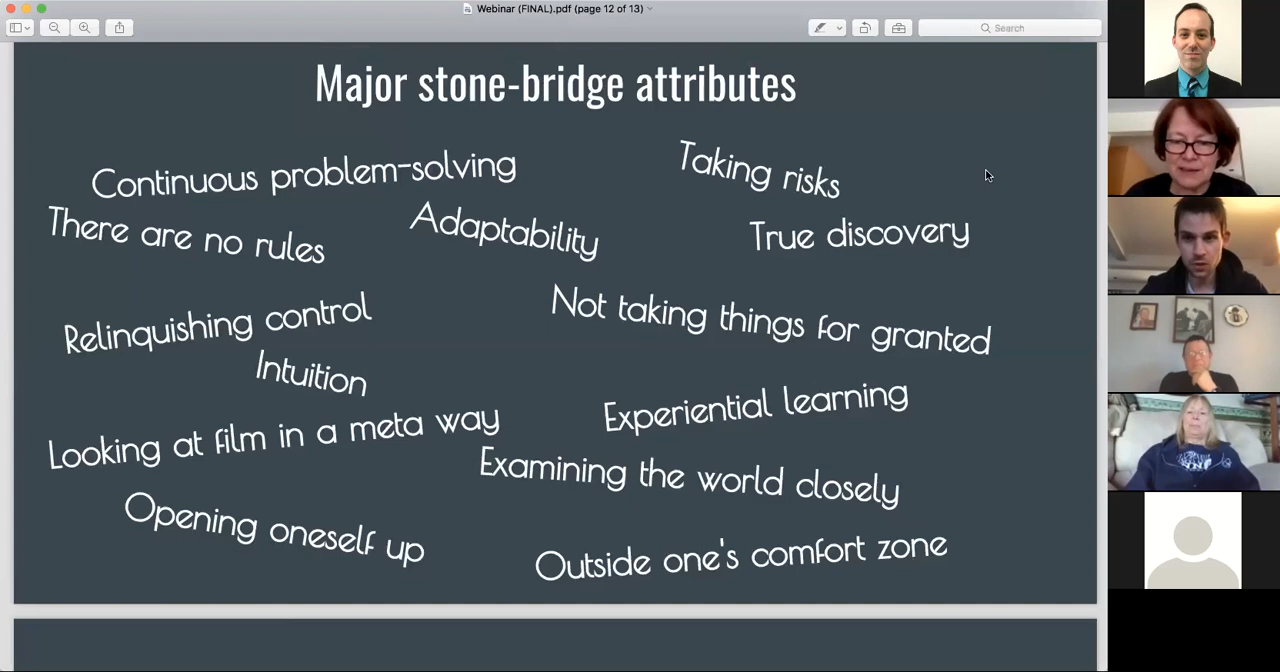 Webinar (FINAL).pdf (page 12 of 13)
Search
Major stone-bridge attributes
Continuous problem-solving
Taking risks
There are no rules
Adaptability
True discovery
Relinquishing control
Not taking things for granted
Intuition
Looking at film in a meta way
Experiential learning
Examining the world closely
Opening oneself up
Outside one's comfort zone